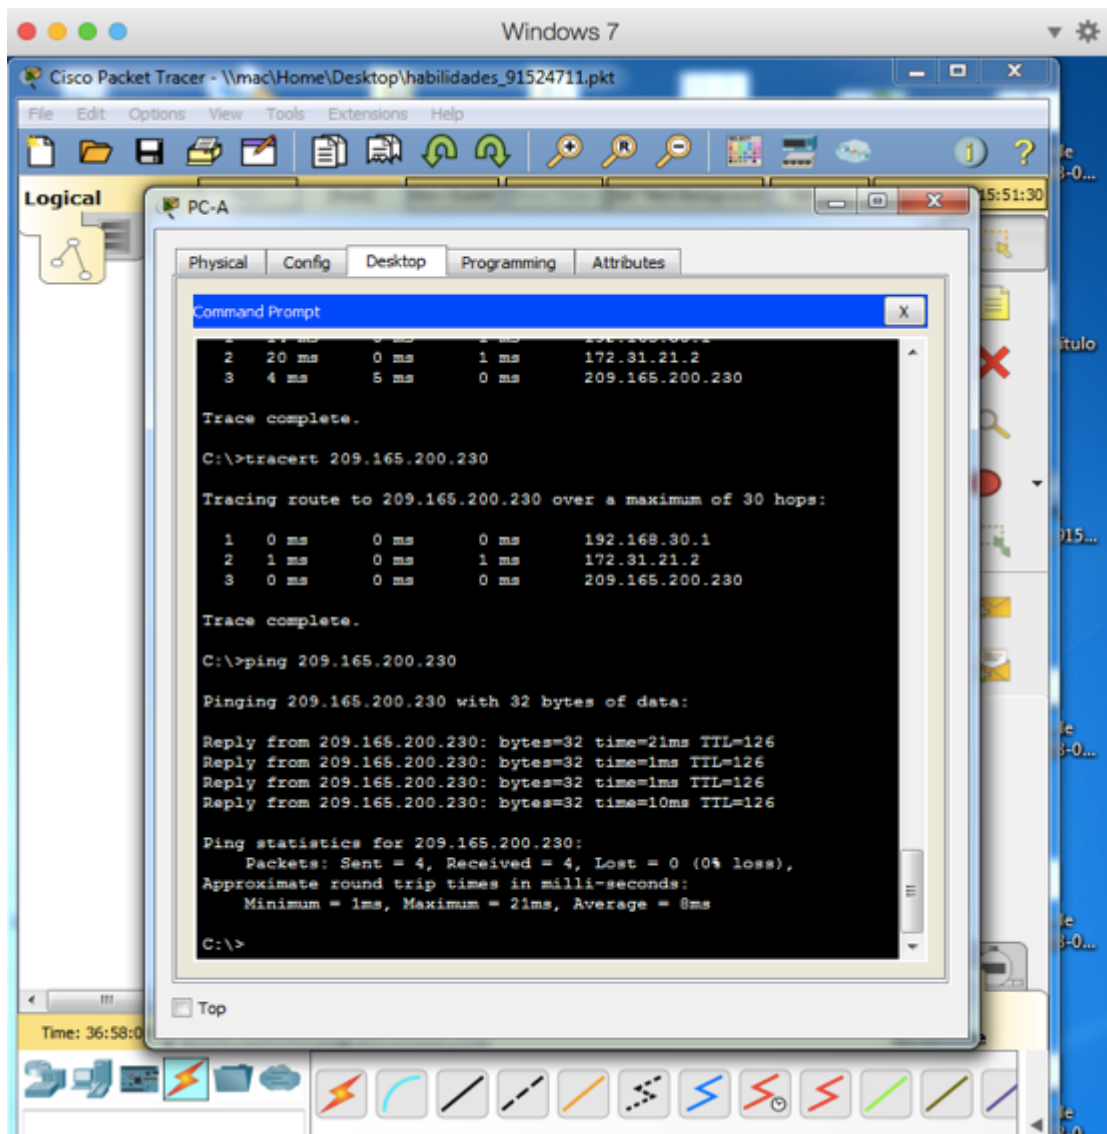 Windows 7
Cisco Packet Tracer - \\mac\Home\Desktop\habilidades_91524711.pkt
File Edit Options View Tools Extensions Help
Logical
15:51:30
PC-A
Physical Config Desktop Programming Attributes
Command Prompt
X
2 20 ms 0 ms 1 ms 172.31.21.2
3 4 ms 5 ms 0 ms 209.165.200.230
Trace complete.
C:\>tracert 209.165.200.230
Tracing route to 209.165.200.230 over a maximum of 30 hops:
1 0 ms 0 ms 0 ms 192.168.30.1
2 1 ms 0 ms 1 ms 172.31.21.2
3 0 ms 0 ms 0 ms 209.165.200.230
Trace complete.
C:\>ping 209.165.200.230
Pinging 209.165.200.230 with 32 bytes of data:
Reply from 209.165.200.230: bytes=32 time=21ms TTL=126
Reply from 209.165.200.230: bytes=32 time=1ms TTL=126
Reply from 209.165.200.230: bytes=32 time=1ms TTL=126
Reply from 209.165.200.230: bytes=32 time=10ms TTL=126
Ping statistics for 209.165.200.230:
Packets: Sent = 4, Received = 4, Lost = 0 (0% loss),
Approximate round trip times in milli-seconds:
Minimum = 1ms, Maximum = 21ms, Average = 8ms
C:\>
Top
Time: 36:58:0